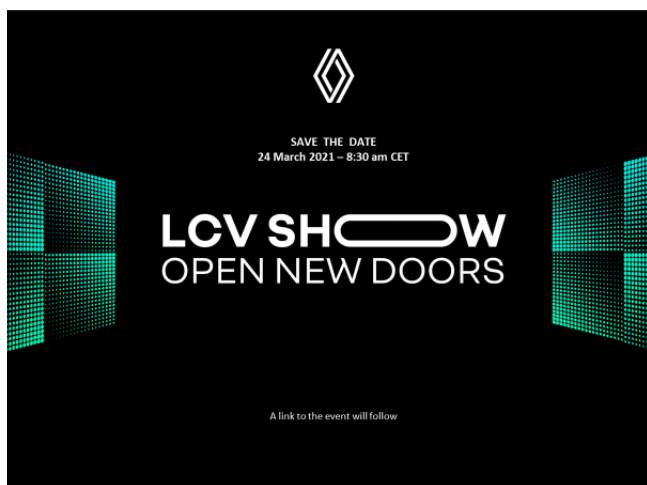 SAVE THE DATE
24 March 2021 – 8:30 am CET
LCV SHOW
OPEN NEW DOORS
A link to the event will follow